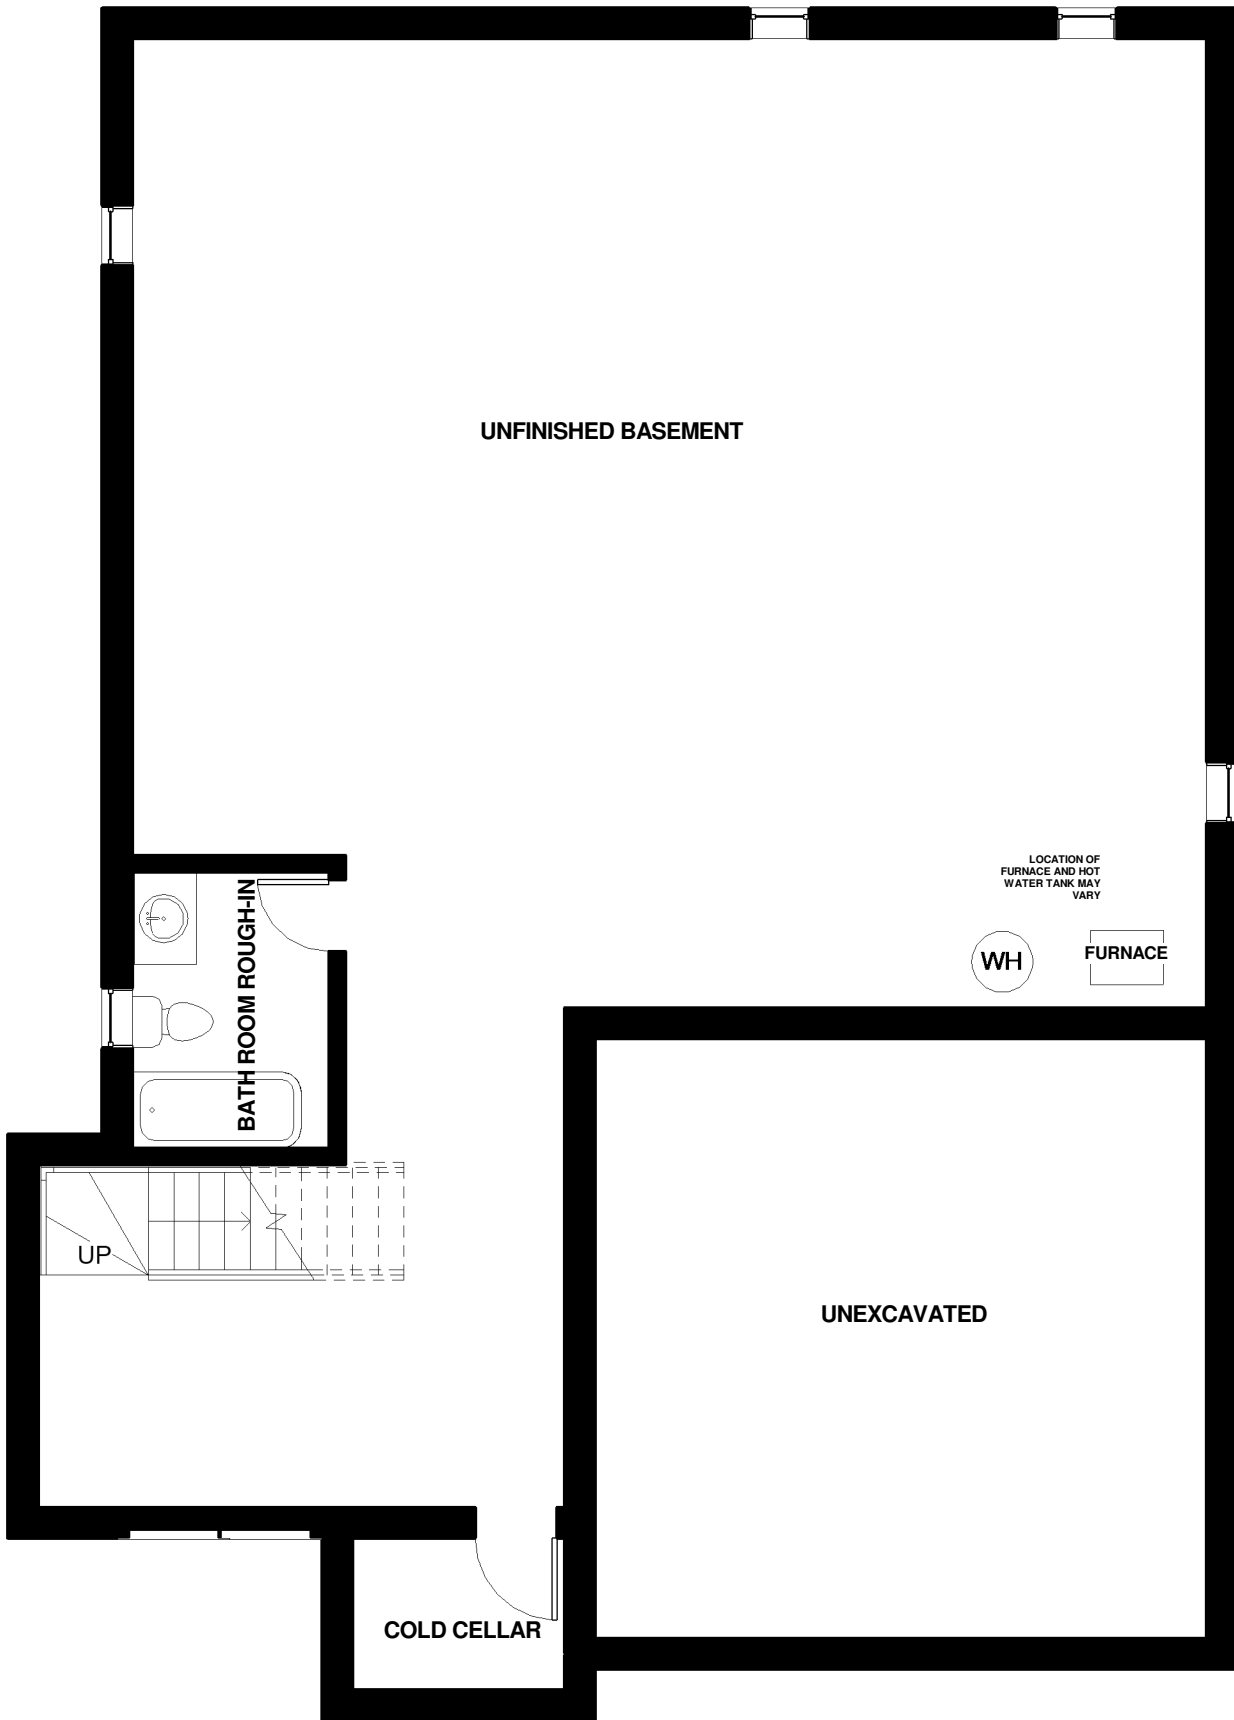 UNFINISHED BASEMENT
LOCATION OF
FURNACE AND HOT
WATER TANK MAY
VARY
BATH ROOM ROUGH-IN
WH
FURNACE
UP
UNEXCAVATED
COLD CELLAR